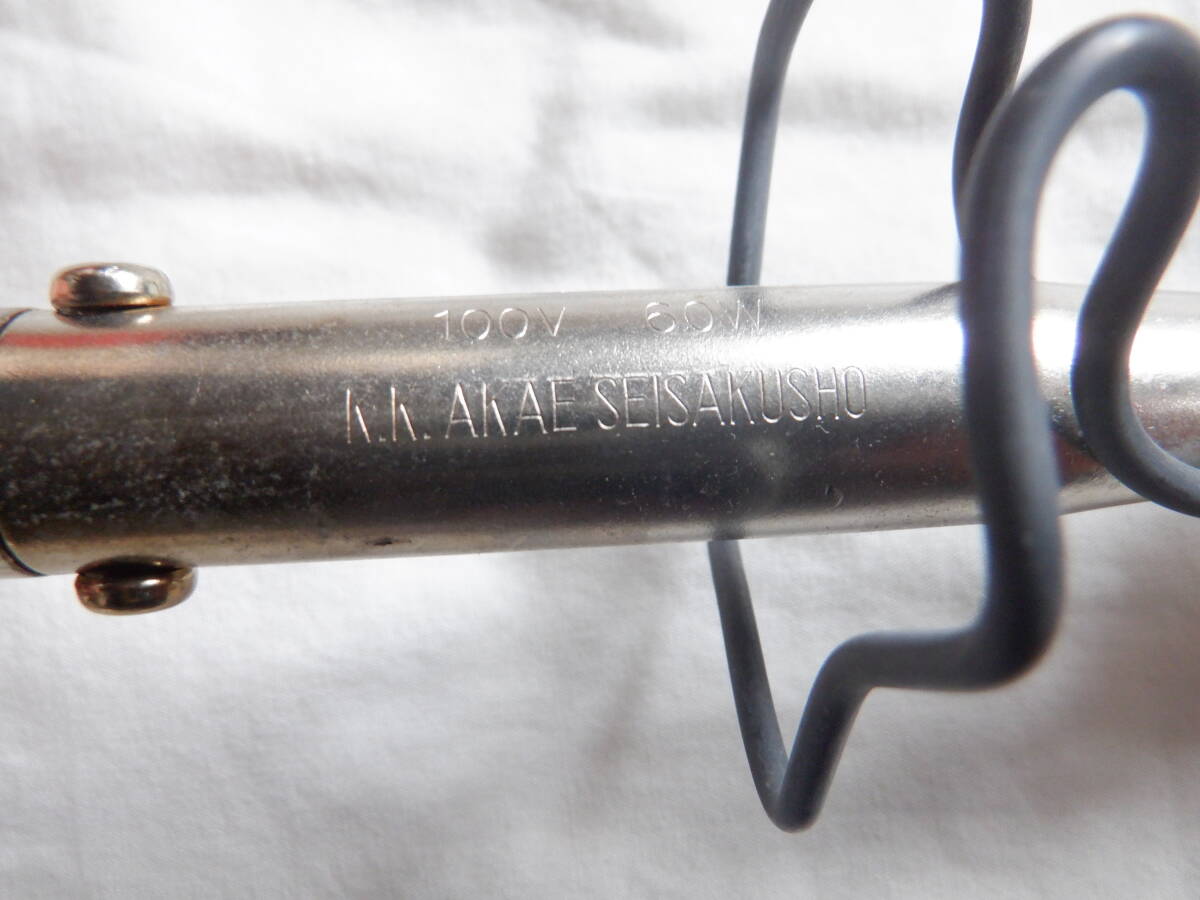 100V 60W
K.K. AKAE SEISAKUSHO